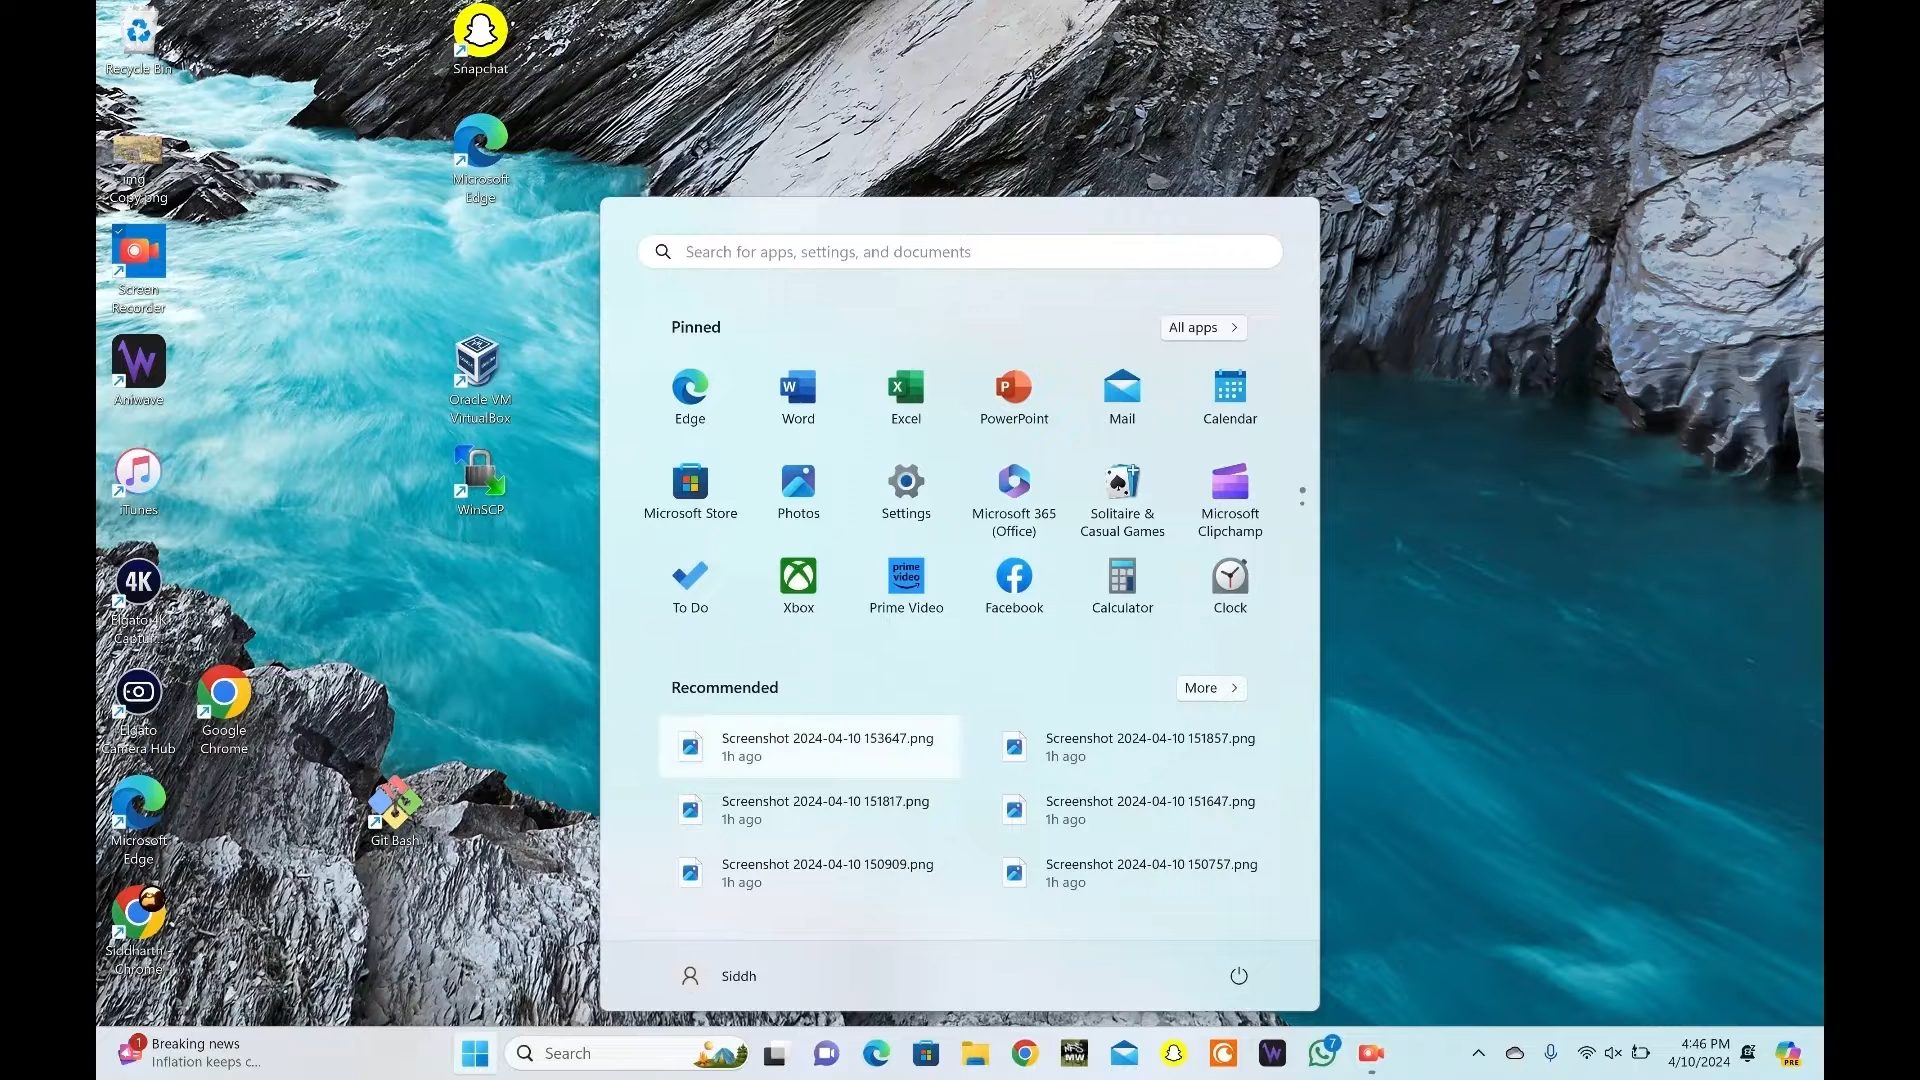 Recycle Bin
Snapchat
img
Copy.png
Microsoft
Edge
Screen
Recorder
Aniwave
Oracle VM
VirtualBox
iTunes
WinSCP
4K
Elgato 4K
Captur...
Elgato
Camera Hub
Google
Chrome
Microsoft
Edge
Git Bash
Siddharth -
Chrome
Search for apps, settings, and documents
Pinned
All apps
Edge
Word
Excel
PowerPoint
Mail
Calendar
Microsoft Store
Photos
Settings
Microsoft 365
(Office)
Solitaire &
Casual Games
Microsoft
Clipchamp
To Do
Xbox
prime
video
Prime Video
Facebook
Calculator
Clock
Recommended
More
Screenshot 2024-04-10 153647.png
1h ago
Screenshot 2024-04-10 151857.png
1h ago
Screenshot 2024-04-10 151817.png
1h ago
Screenshot 2024-04-10 151647.png
1h ago
Screenshot 2024-04-10 150909.png
1h ago
Screenshot 2024-04-10 150757.png
1h ago
Siddh
1
Breaking news
Inflation keeps c...
Search
MW
7
4:46 PM
4/10/2024
PRE